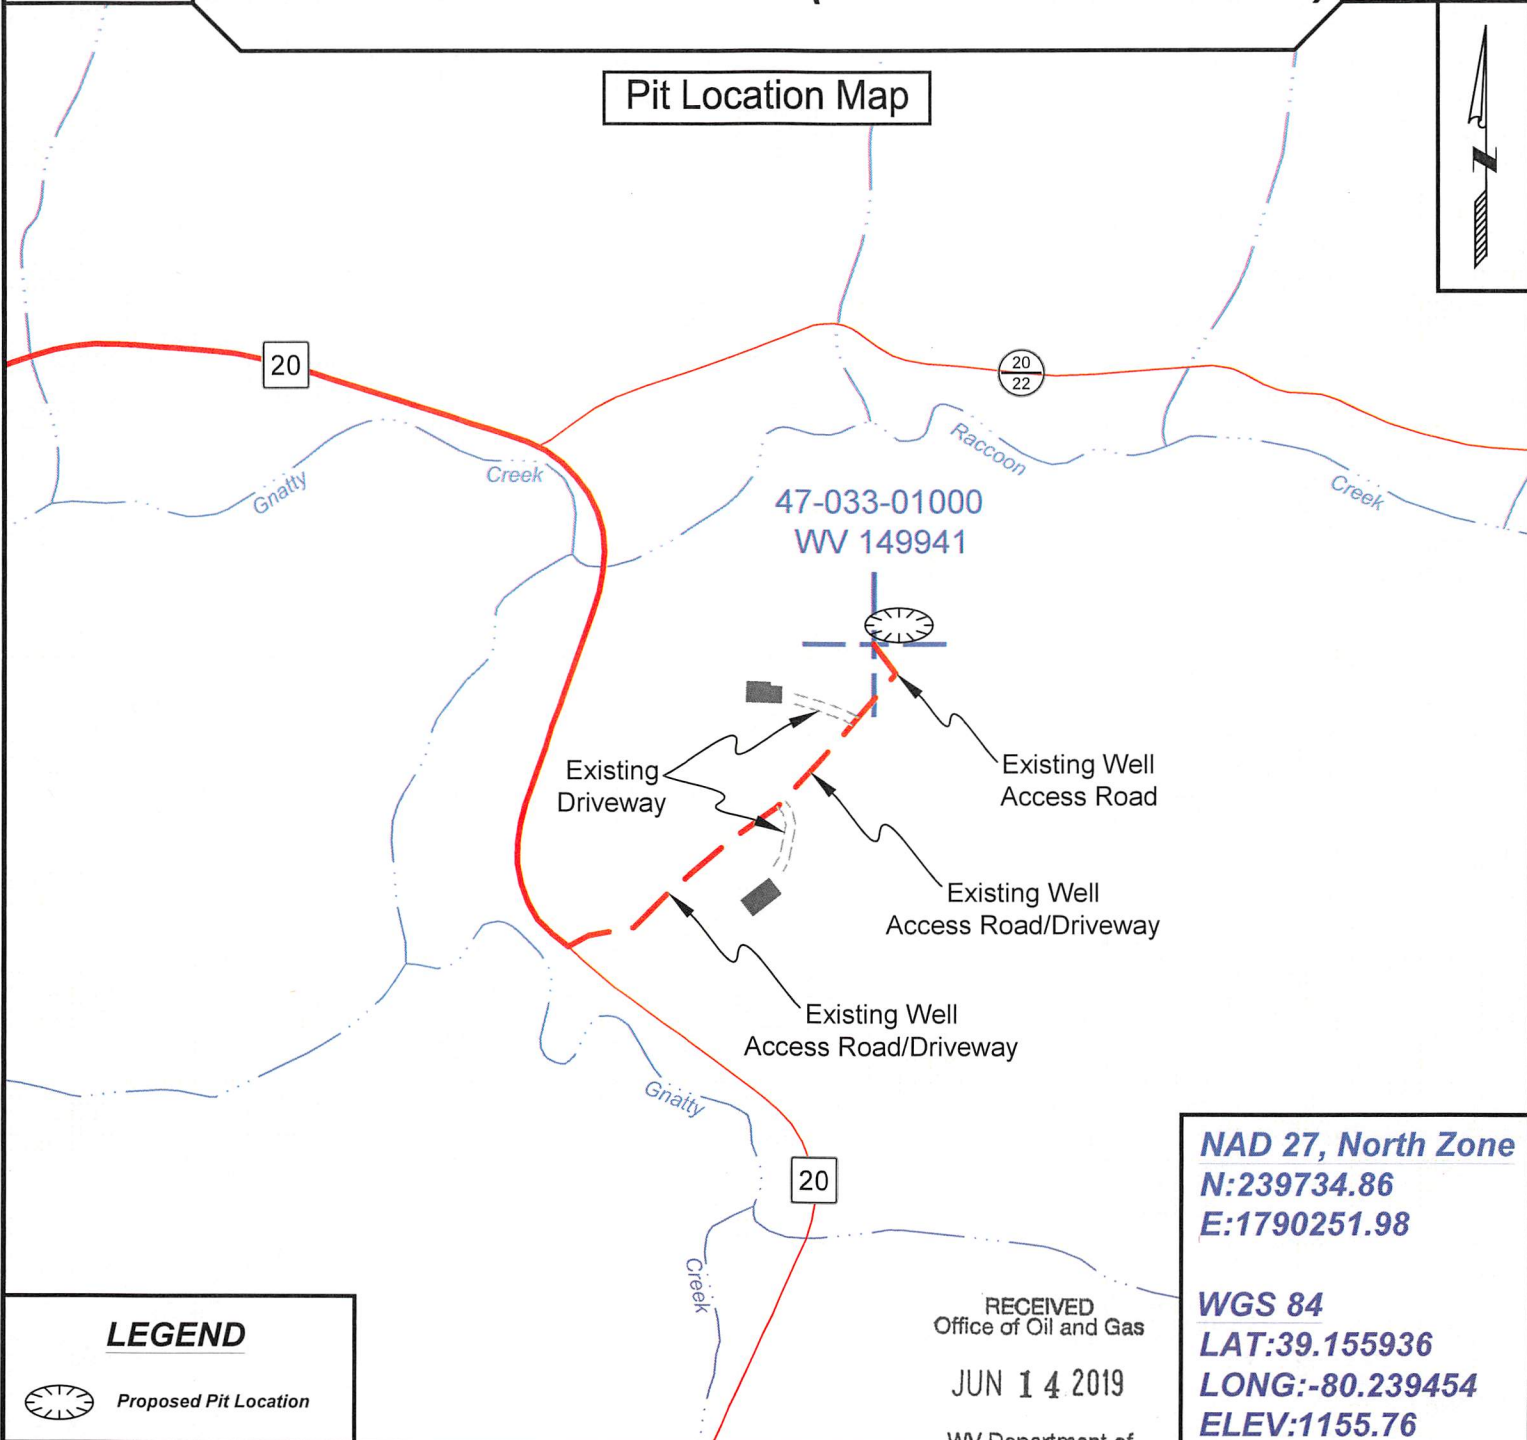 Pit Location Map
N
20
20
22
Raccoon
Creek
Gnatty
Creek
47-033-01000
WV 149941
Existing
Driveway
Existing Well
Access Road
Existing Well
Access Road/Driveway
Existing Well
Access Road/Driveway
Gnatty
Creek
20
NAD 27, North Zone
N:239734.86
E:1790251.98
WGS 84
LAT:39.155936
LONG:-80.239454
ELEV:1155.76
RECEIVED
Office of Oil and Gas
JUN 14 2019
WV Department of
LEGEND
Proposed Pit Location